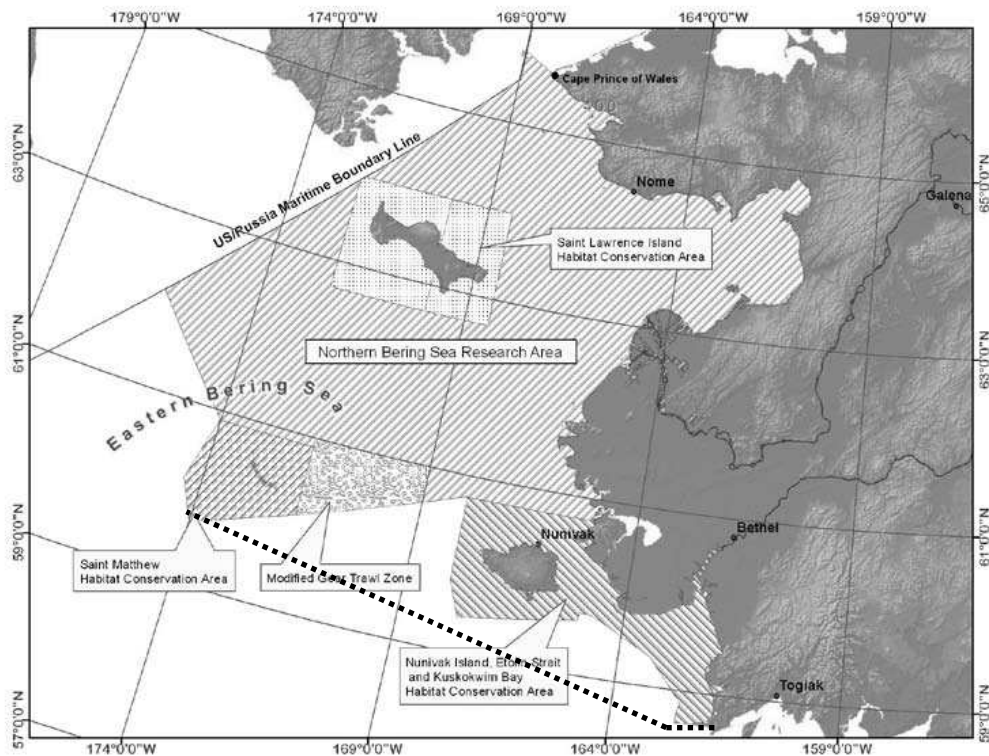 179°0'0"W
174°0'0"W
169°0'0"W
164°0'0"W
159°0'0"W
Cape Prince of Wales
63°0'0"N
US/Russia Maritime Boundary Line
Nome
65°0'0"N
Galena
Saint Lawrence Island
Habitat Conservation Area
61°0'0"N
Northern Bering Sea Research Area
63°0'0"N
Eastern Bering Sea
59°0'0"N
Nunivak
Bethel
61°0'0"N
Saint Matthew
Habitat Conservation Area
Modified Gear Trawl Zone
Nunivak Island, Etolin Strait
and Kuskokwim Bay
Habitat Conservation Area
Togiak
57°0'0"N
59°0'0"N
174°0'0"W
169°0'0"W
164°0'0"W
159°0'0"W